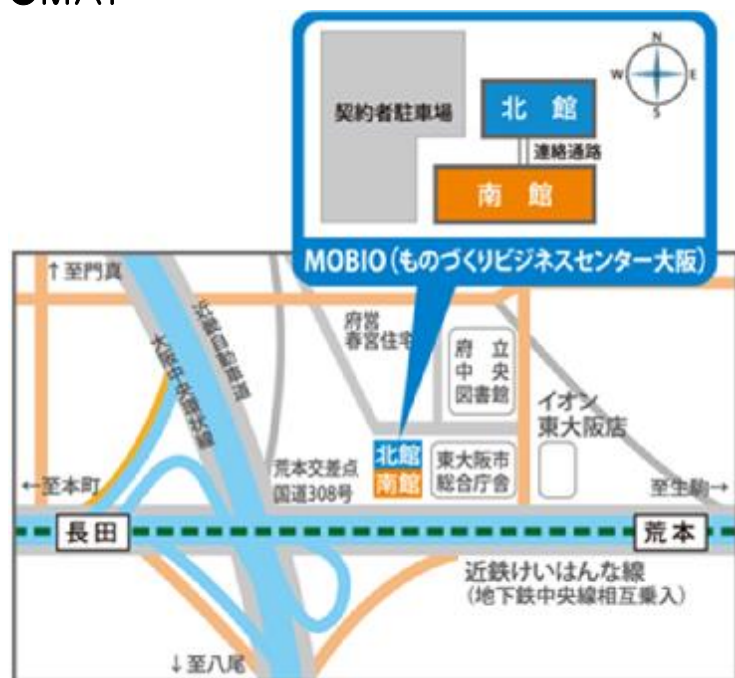 MAP
N
W E
S
契約者駐車場
北 館
連絡通路
南 館
MOBIO(ものづくりビジネスセンター大阪)
↑至門真
近畿自動車道
大阪中央環状線
府営
春宮住宅
府 立
中 央
図書館
イオン
東大阪店
荒本交差点
国道308号
北館
南館
東大阪市
総合庁舎
←至本町
至生駒→
長田
荒本
近鉄けいはんな線
(地下鉄中央線相互乗入)
↓至八尾